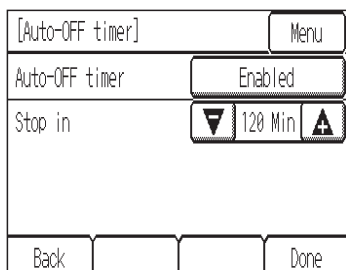 [Auto-OFF timer] Menu
Auto-OFF timer Enabled
Stop in − 120 Min +
Back Done